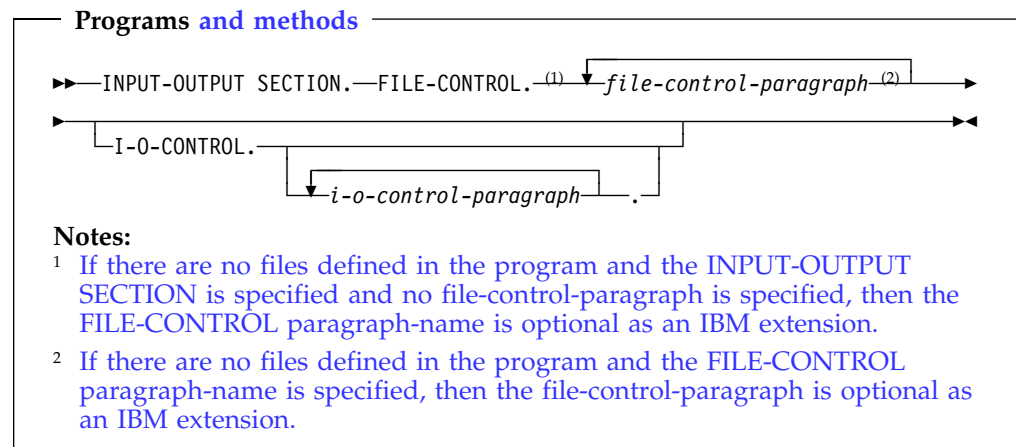 Programs and methods
INPUT-OUTPUT SECTION. FILE-CONTROL. (1) file-control-paragraph (2)
I-O-CONTROL.
i-o-control-paragraph .
Notes:
1 If there are no files defined in the program and the INPUT-OUTPUT
SECTION is specified and no file-control-paragraph is specified, then the
FILE-CONTROL paragraph-name is optional as an IBM extension.
2 If there are no files defined in the program and the FILE-CONTROL
paragraph-name is specified, then the file-control-paragraph is optional as
an IBM extension.